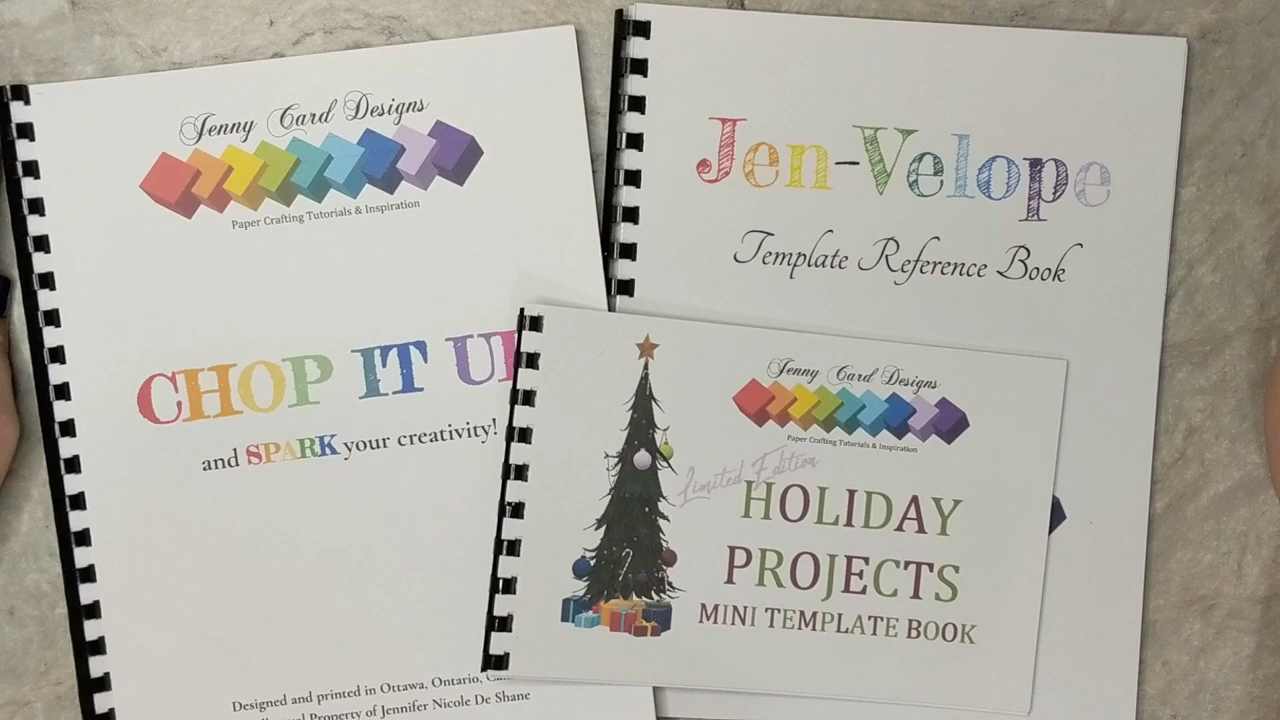 Jenny Card Designs
Paper Crafting Tutorials & Inspiration
CHOP IT
and SPARK your creativity!
Designed and printed in Ottawa, Ontario,
Property of Jennifer Nicole De Shane
Jen-Velope
Template Reference Book
Jenny Card Designs
Paper Crafting Tutorials & Inspiration
Limited Edition
HOLIDAY
PROJECTS
MINI TEMPLATE BOOK